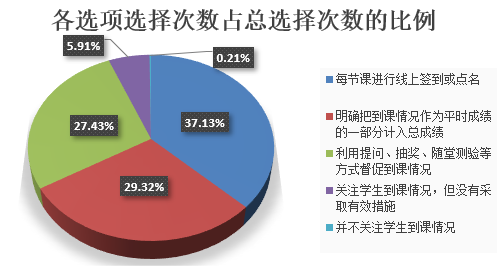 各选项选择次数占总选择次数的比例
5.91%
0.21%
27.43%
37.13%
29.32%
每节课进行线上签到或点名
明确把到课情况作为平时成绩
的一部分计入总成绩
利用提问、抽奖、随堂测验等
方式督促到课情况
关注学生到课情况，但没有采
取有效措施
并不关注学生到课情况